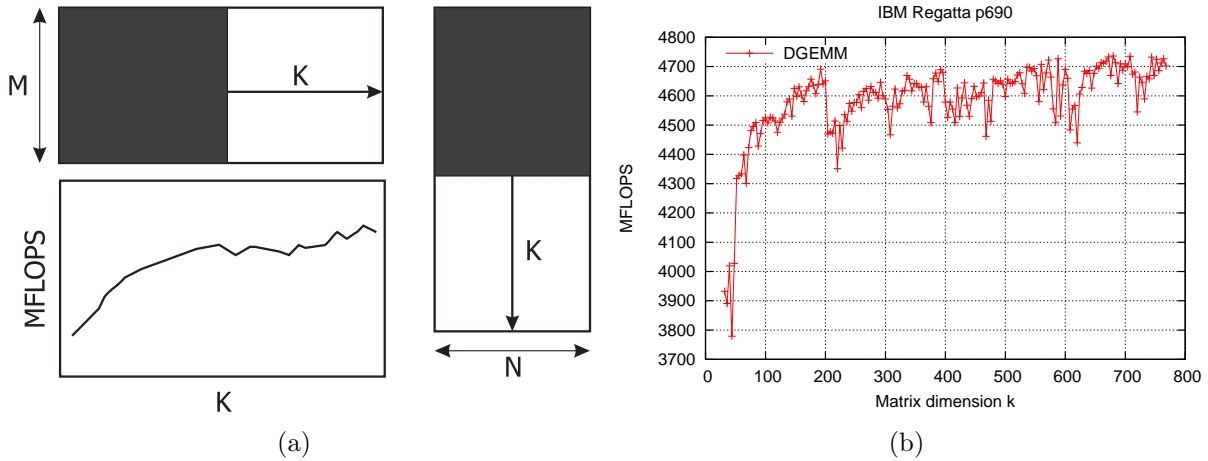 M
K
MFLOPS
K
K
N
(a)
IBM Regatta p690
DGEMM
4800
4700
4600
4500
4400
4300
4200
4100
4000
3900
3800
3700
MFLOPS
0 100 200 300 400 500 600 700 800
Matrix dimension k
(b)